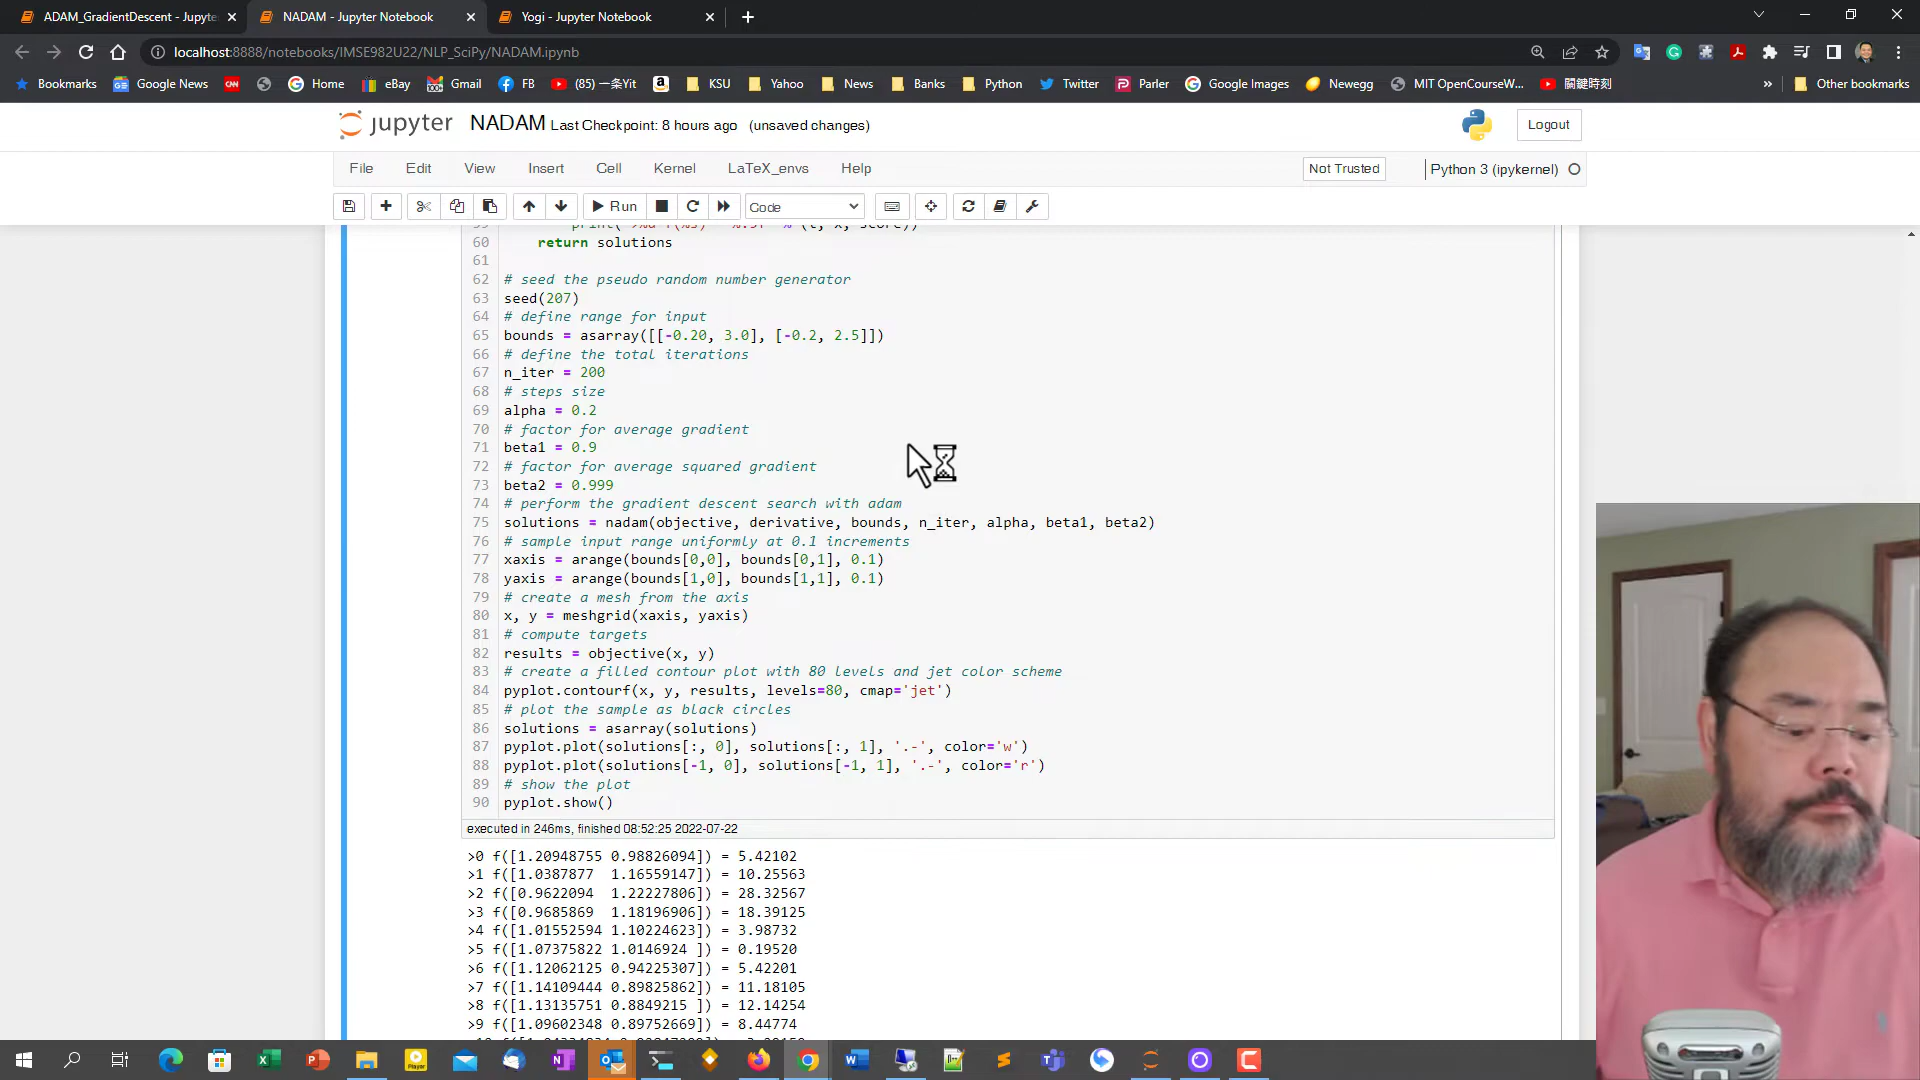 ADAM_GradientDescent - Jupyte
NADAM - Jupyter Notebook
Yogi - Jupyter Notebook
localhost:8888/notebooks/IMSE982U22/NLP_SciPy/NADAM.ipynb
Bookmarks
Google News
CNN
Home
eBay
Gmail
FB
(85) 一条Yit
KSU
Yahoo
News
Banks
Python
Twitter
Parler
Google Images
Newegg
MIT OpenCourseW...
關鍵時刻
»
Other bookmarks
jupyter NADAM Last Checkpoint: 8 hours ago (unsaved changes)
Logout
File Edit View Insert Cell Kernel LaTeX_envs Help
Not Trusted
Python 3 (ipykernel)
Run
Code
60 return solutions
61
62 # seed the pseudo random number generator
63 seed(207)
64 # define range for input
65 bounds = asarray([[-0.20, 3.0], [-0.2, 2.5]])
66 # define the total iterations
67 n_iter = 200
68 # steps size
69 alpha = 0.2
70 # factor for average gradient
71 beta1 = 0.9
72 # factor for average squared gradient
73 beta2 = 0.999
74 # perform the gradient descent search with adam
75 solutions = nadam(objective, derivative, bounds, n_iter, alpha, beta1, beta2)
76 # sample input range uniformly at 0.1 increments
77 xaxis = arange(bounds[0,0], bounds[0,1], 0.1)
78 yaxis = arange(bounds[1,0], bounds[1,1], 0.1)
79 # create a mesh from the axis
80 x, y = meshgrid(xaxis, yaxis)
81 # compute targets
82 results = objective(x, y)
83 # create a filled contour plot with 80 levels and jet color scheme
84 pyplot.contourf(x, y, results, levels=80, cmap='jet')
85 # plot the sample as black circles
86 solutions = asarray(solutions)
87 pyplot.plot(solutions[:, 0], solutions[:, 1], '.-', color='w')
88 pyplot.plot(solutions[-1, 0], solutions[-1, 1], '.-', color='r')
89 # show the plot
90 pyplot.show()
executed in 246ms, finished 08:52:25 2022-07-22
>0 f([1.20948755 0.98826094]) = 5.42102
>1 f([1.0387877  1.16559147]) = 10.25563
>2 f([0.9622094  1.22227806]) = 28.32567
>3 f([0.9685869  1.18196906]) = 18.39125
>4 f([1.01552594 1.10224623]) = 3.98732
>5 f([1.07375822 1.0146924 ]) = 0.19520
>6 f([1.12062125 0.94225307]) = 5.42201
>7 f([1.14109444 0.89825862]) = 11.18105
>8 f([1.13135751 0.8849215 ]) = 12.14254
>9 f([1.09602348 0.89752669]) = 8.44774